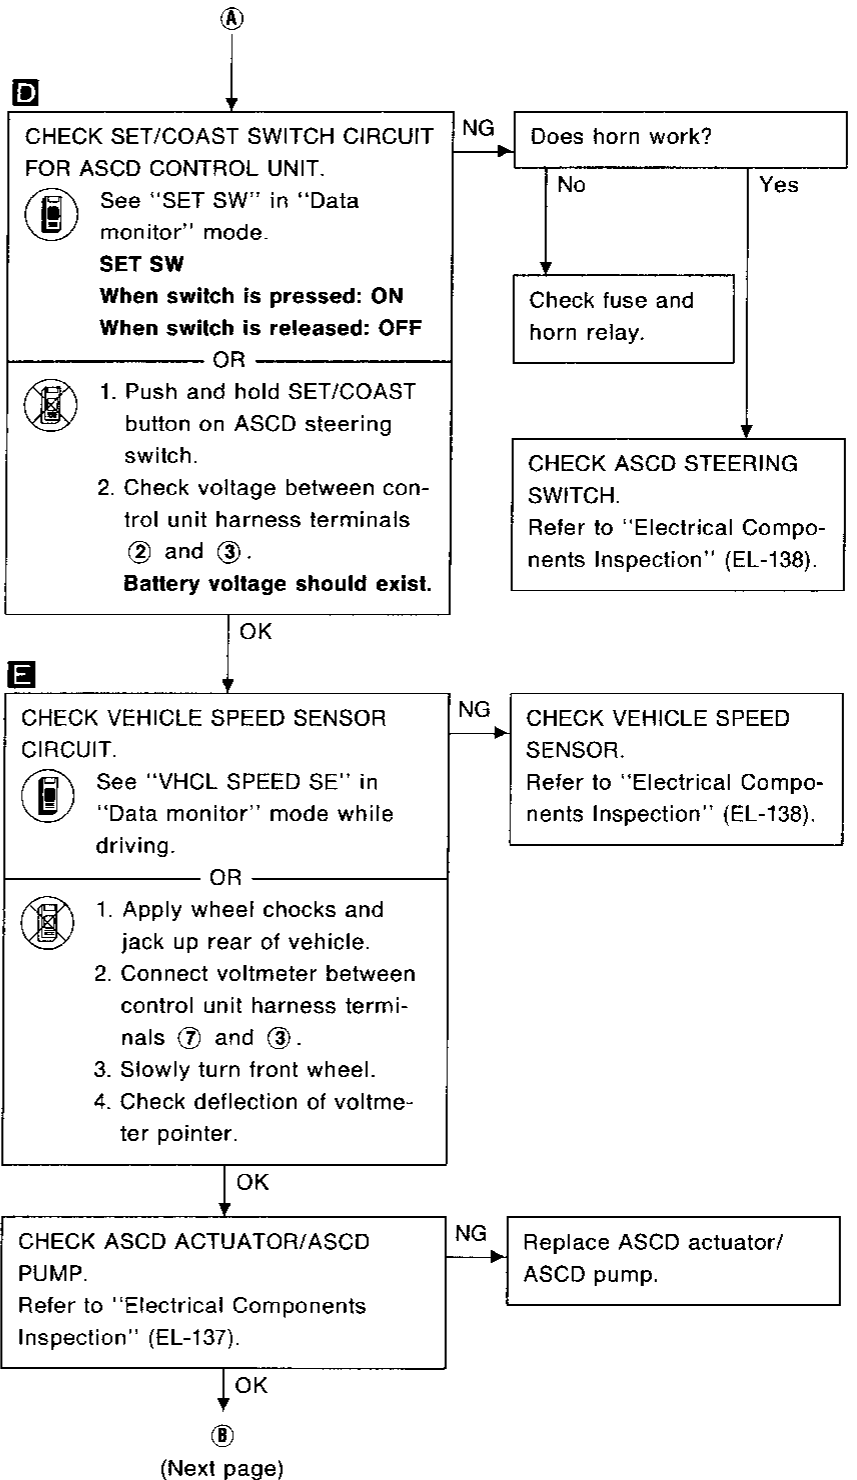 A
D
CHECK SET/COAST SWITCH CIRCUIT
FOR ASCD CONTROL UNIT.
See "SET SW" in "Data
monitor" mode.
SET SW
When switch is pressed: ON
When switch is released: OFF
OR
1. Push and hold SET/COAST
button on ASCD steering
switch.
2. Check voltage between con-
trol unit harness terminals
② and ③.
Battery voltage should exist.
NG
Does horn work?
No
Yes
Check fuse and
horn relay.
CHECK ASCD STEERING
SWITCH.
Refer to "Electrical Compo-
nents Inspection" (EL-138).
OK
E
CHECK VEHICLE SPEED SENSOR
CIRCUIT.
See "VHCL SPEED SE" in
"Data monitor" mode while
driving.
OR
1. Apply wheel chocks and
jack up rear of vehicle.
2. Connect voltmeter between
control unit harness termi-
nals ⑦ and ③.
3. Slowly turn front wheel.
4. Check deflection of voltme-
ter pointer.
NG
CHECK VEHICLE SPEED
SENSOR.
Refer to "Electrical Compo-
nents Inspection" (EL-138).
OK
CHECK ASCD ACTUATOR/ASCD
PUMP.
Refer to "Electrical Components
Inspection" (EL-137).
NG
Replace ASCD actuator/
ASCD pump.
OK
B
(Next page)